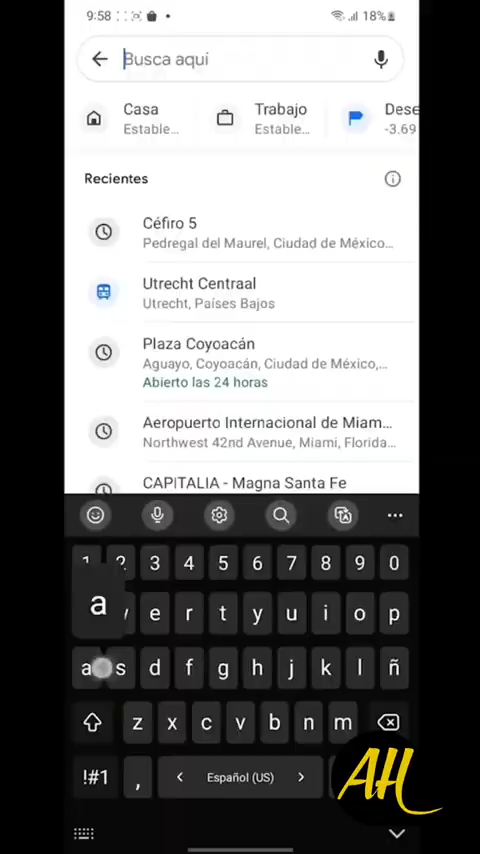 9:58
18%
Busca aquí
Casa
Estable...
Trabajo
Estable...
Dese
-3.69
Recientes
Céfiro 5
Pedregal del Maurel, Ciudad de México...
Utrecht Centraal
Utrecht, Países Bajos
Plaza Coyoacán
Aguayo, Coyoacán, Ciudad de México,...
Abierto las 24 horas
Aeropuerto Internacional de Miam...
Northwest 42nd Avenue, Miami, Florida...
CAPITALIA - Magna Santa Fe
1 2 3 4 5 6 7 8 9 0
a
e r t y u i o p
a s d f g h j k l ñ
z x c v b n m
!#1 , < Español (US) >
AH